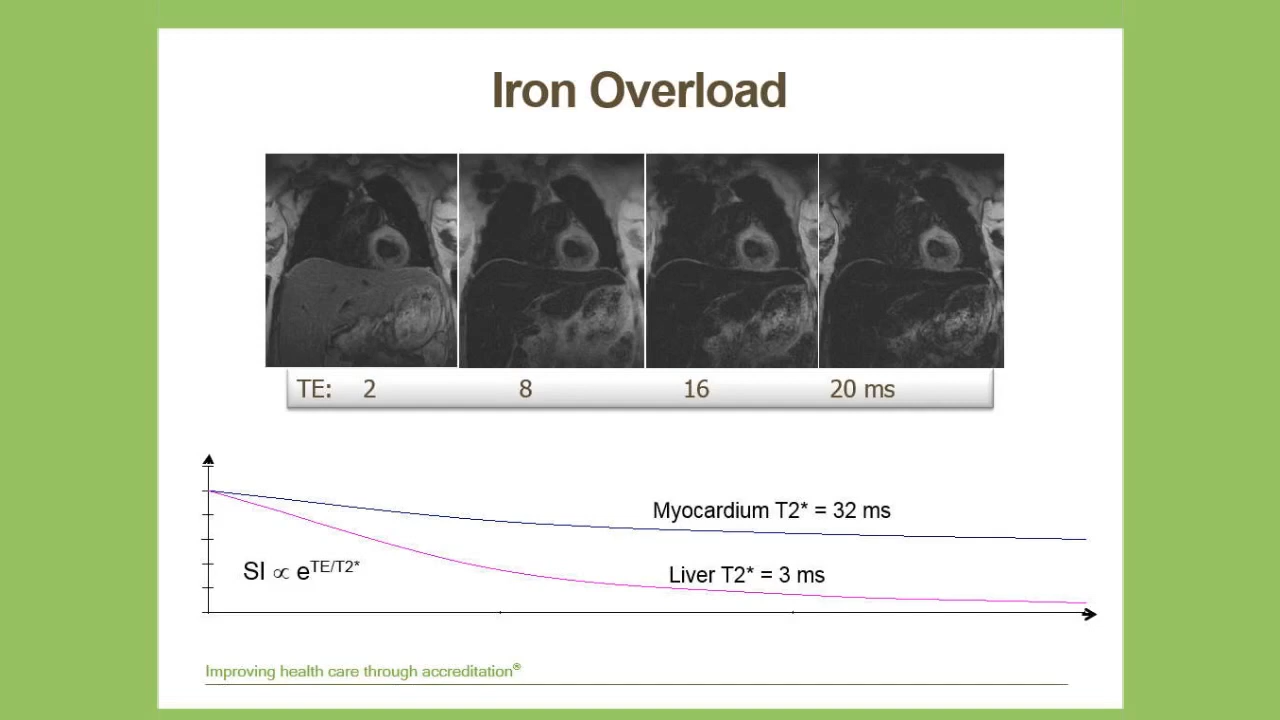 Iron Overload
TE: 2 8 16 20 ms
Myocardium T2* = 32 ms
SI ∝ eTE/T2*
Liver T2* = 3 ms
Improving health care through accreditation®